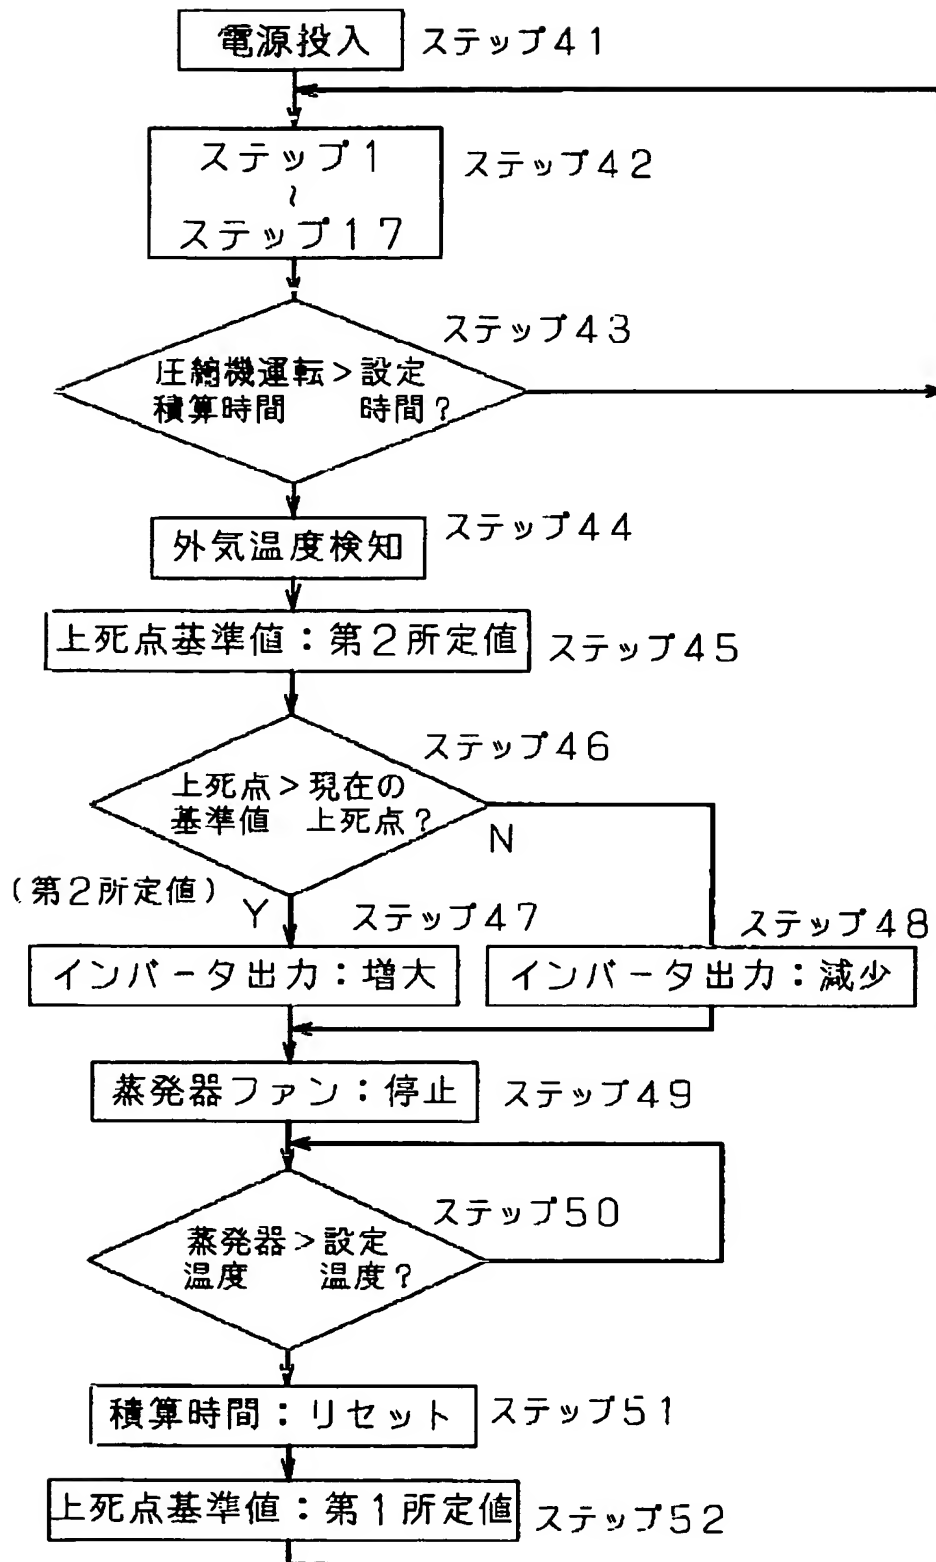 電源投入 ステップ41
ステップ1 ステップ42
~
ステップ17
ステップ43
圧縮機運転>設定
積算時間 時間?
ステップ44
外気温度検知
上死点基準値:第2所定値 ステップ45
ステップ46
上死点>現在の
基準値 上死点?
N
(第2所定値) Y
ステップ47 ステップ48
インバータ出力:増大 インバータ出力:減少
蒸発器ファン:停止 ステップ49
ステップ50
蒸発器>設定
温度 温度?
積算時間:リセット ステップ51
上死点基準値:第1所定値 ステップ52